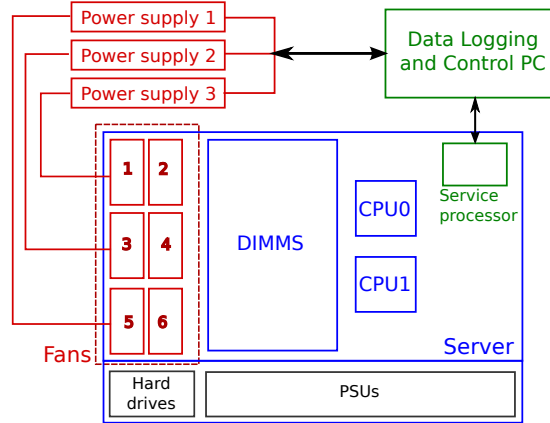 Power supply 1
Power supply 2
Power supply 3
Data Logging
and Control PC
1
2
3
4
5
6
DIMMS
CPU0
CPU1
Service
processor
Fans
Server
Hard
drives
PSUs